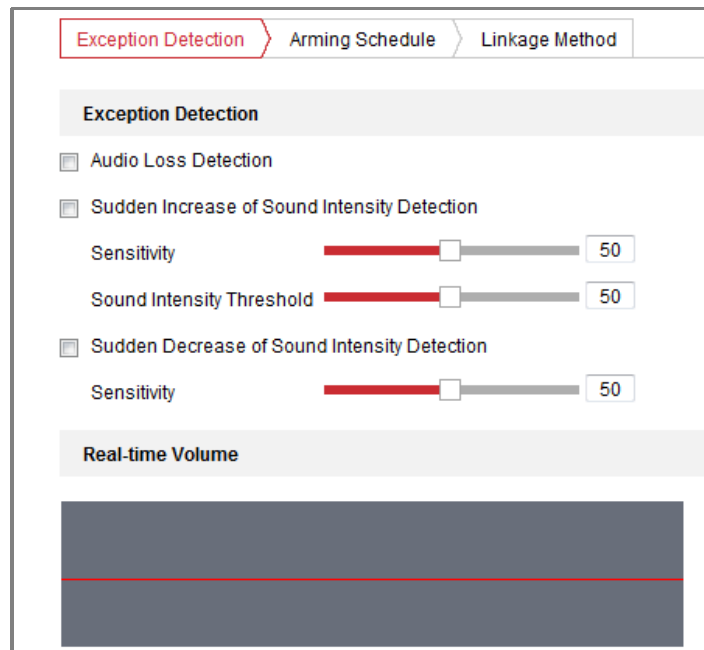 Exception Detection Arming Schedule Linkage Method
Exception Detection
Audio Loss Detection
Sudden Increase of Sound Intensity Detection
Sensitivity 50
Sound Intensity Threshold 50
Sudden Decrease of Sound Intensity Detection
Sensitivity 50
Real-time Volume